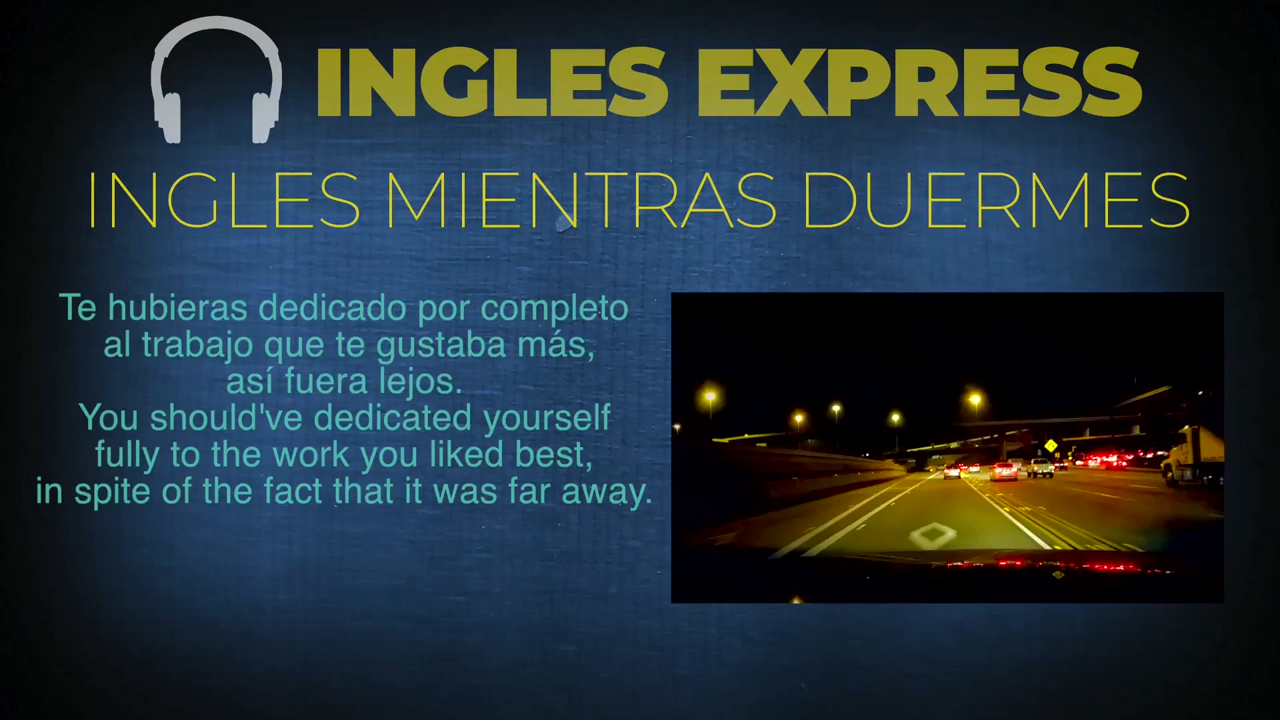 INGLES EXPRESS
INGLES MIENTRAS DUERMES
Te hubieras dedicado por completo
al trabajo que te gustaba más,
así fuera lejos.
You should've dedicated yourself
fully to the work you liked best,
in spite of the fact that it was far away.